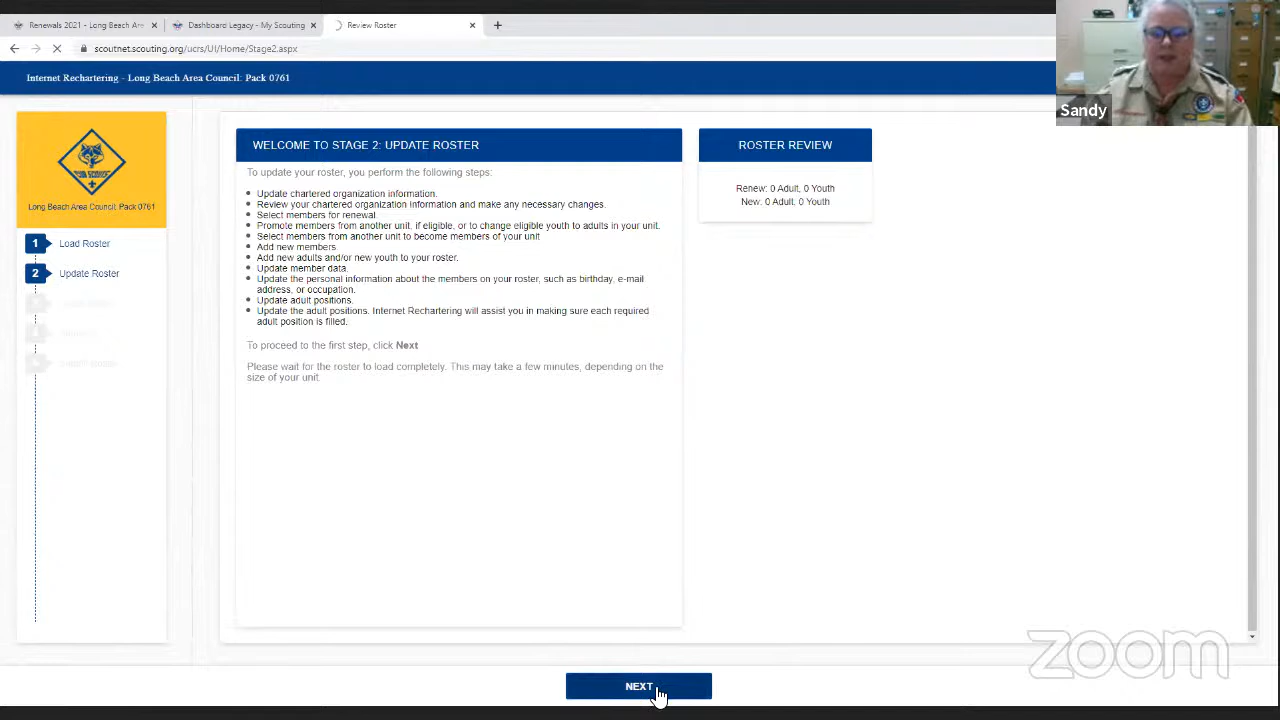 Renewals 2021 - Long Beach Are
Dashboard Legacy - My Scouting
Review Roster
scoutnet.scouting.org/ucrs/UI/Home/Stage2.aspx
Internet Rechartering - Long Beach Area Council: Pack 0761
Sandy
Long Beach Area Council: Pack 0761
1 Load Roster
2 Update Roster
WELCOME TO STAGE 2: UPDATE ROSTER
To update your roster, you perform the following steps:
Update chartered organization information.
Review your chartered organization information and make any necessary changes.
Select members for renewal.
Promote members from another unit, if eligible, or to change eligible youth to adults in your unit.
Select members from another unit to become members of your unit
Add new members.
Add new adults and/or new youth to your roster.
Update member data.
Update the personal information about the members on your roster, such as birthday, e-mail
address, or occupation.
Update adult positions.
Update the adult positions. Internet Rechartering will assist you in making sure each required
adult position is filled.
To proceed to the first step, click Next
Please wait for the roster to load completely. This may take a few minutes, depending on the
size of your unit.
ROSTER REVIEW
Renew: 0 Adult, 0 Youth
New: 0 Adult, 0 Youth
zoom
NEXT